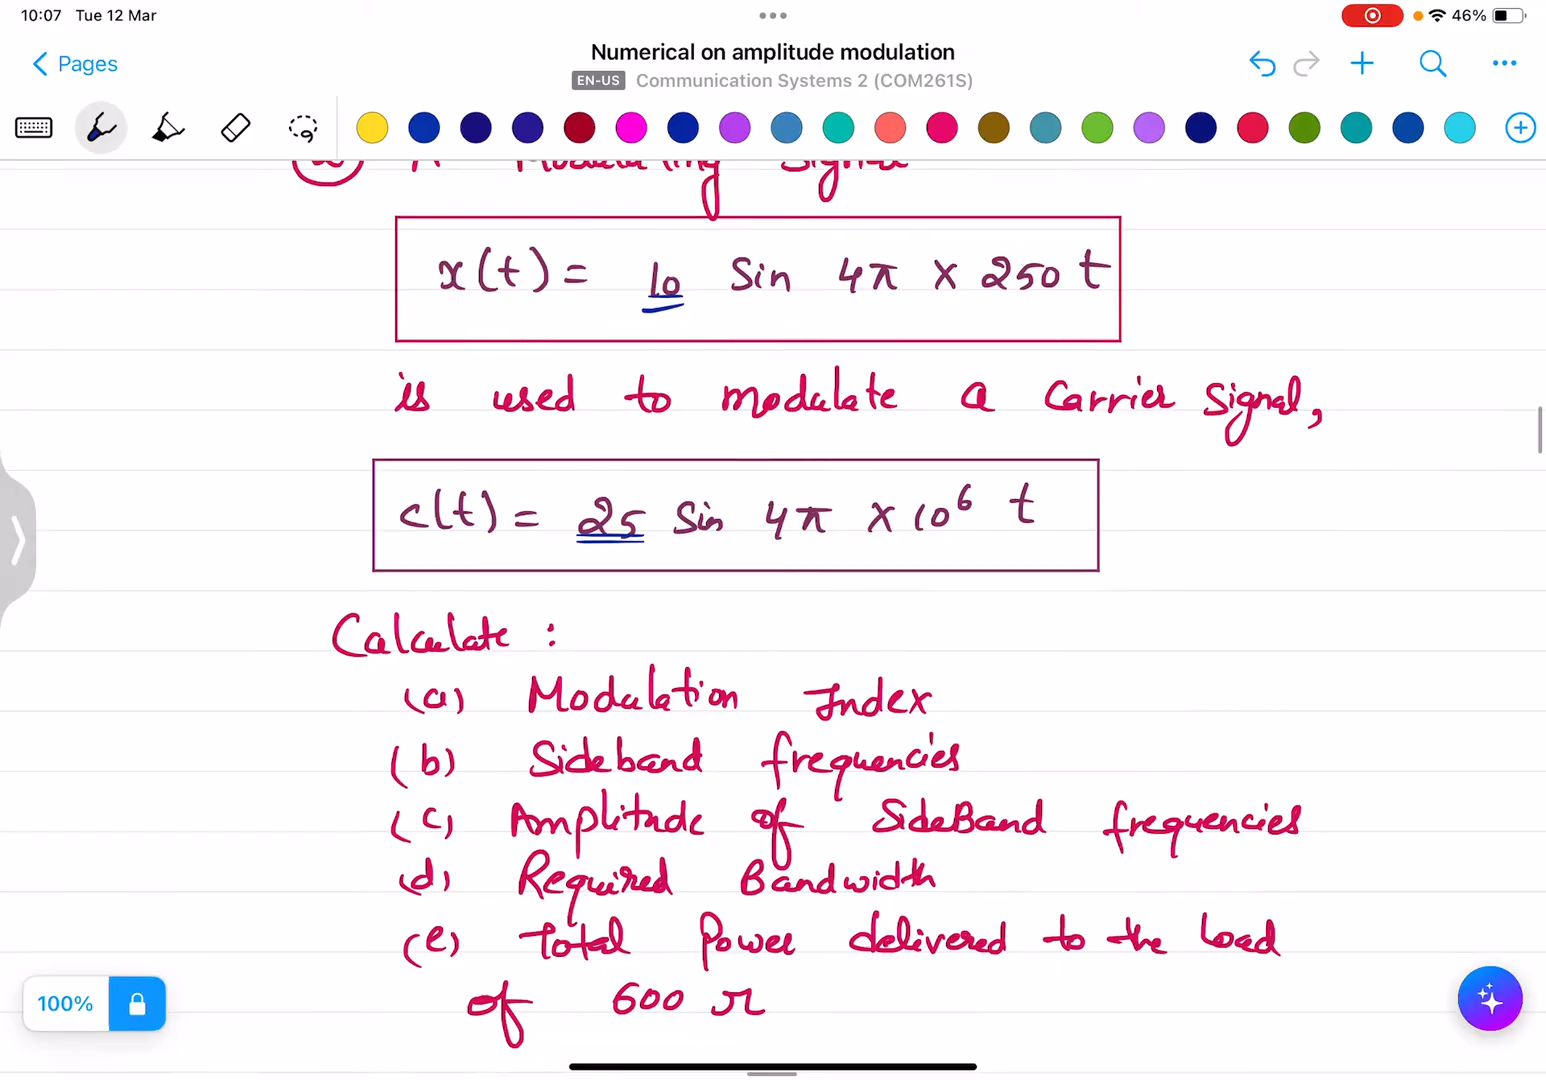 10:07 Tue 12 Mar
46%
Pages
Numerical on amplitude modulation
EN-US Communication Systems 2 (COM261S)
A Modulating Signal
x(t) = 10 Sin 4π × 250 t
is used to modulate a Carrier Signal,
c(t) = 25 Sin 4π × 10⁶ t
Calculate :
(a) Modulation Index
(b) Sideband frequencies
(c) Amplitude of SideBand frequencies
(d) Required Bandwidth
(e) Total Power delivered to the load
of 600 Ω
100%